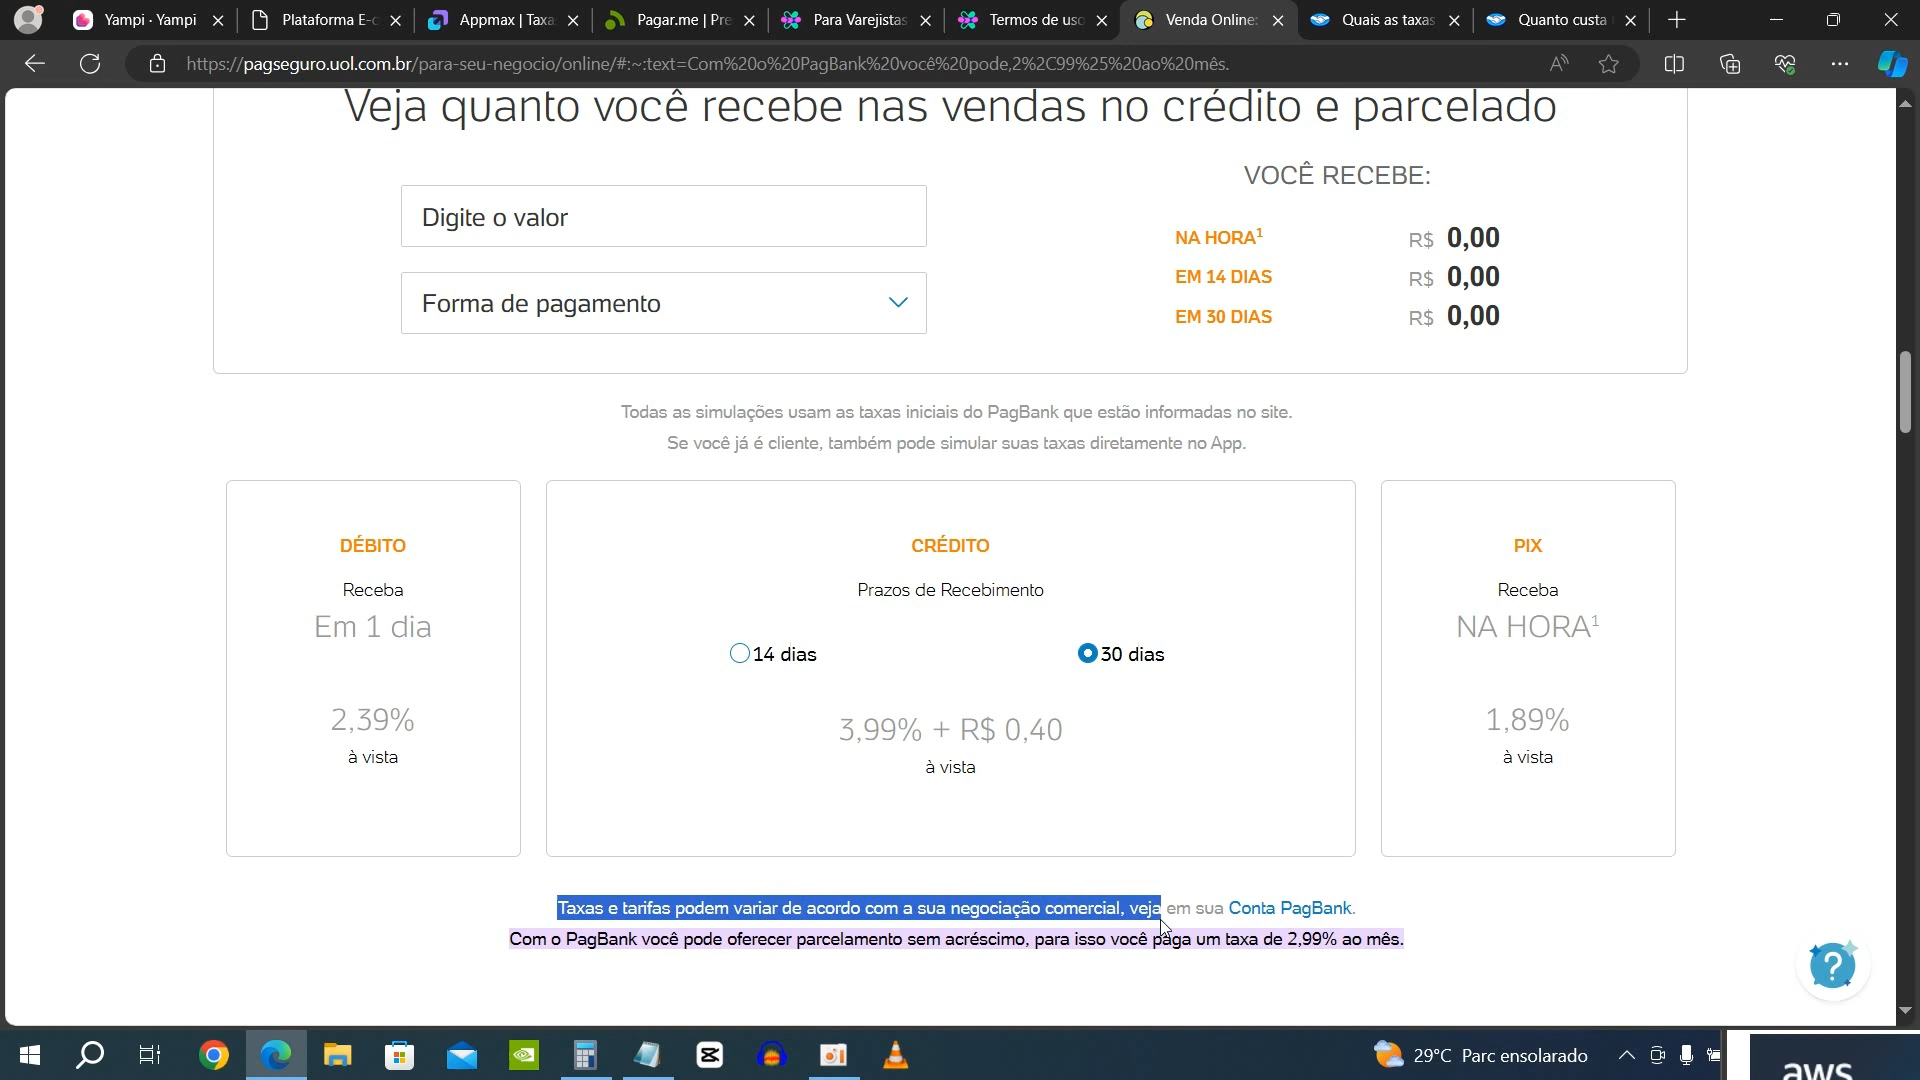 Yampi · Yampi
Plataforma E-c
Appmax | Taxa
Pagar.me | Pre
Para Varejistas
Termos de uso
Venda Online:
Quais as taxas
Quanto custa
https://pagseguro.uol.com.br/para-seu-negocio/online/#:~:text=Com%20o%20PagBank%20você%20pode,2%2C99%25%20ao%20mês.
Veja quanto você recebe nas vendas no crédito e parcelado
Digite o valor
Forma de pagamento
VOCÊ RECEBE:
NA HORA¹ R$ 0,00
EM 14 DIAS R$ 0,00
EM 30 DIAS R$ 0,00
Todas as simulações usam as taxas iniciais do PagBank que estão informadas no site.
Se você já é cliente, também pode simular suas taxas diretamente no App.
DÉBITO
Receba
Em 1 dia
2,39%
à vista
CRÉDITO
Prazos de Recebimento
14 dias
30 dias
3,99% + R$ 0,40
à vista
PIX
Receba
NA HORA¹
1,89%
à vista
Taxas e tarifas podem variar de acordo com a sua negociação comercial, veja em sua Conta PagBank.
Com o PagBank você pode oferecer parcelamento sem acréscimo, para isso você paga um taxa de 2,99% ao mês.
29°C Parc ensolarado
aws